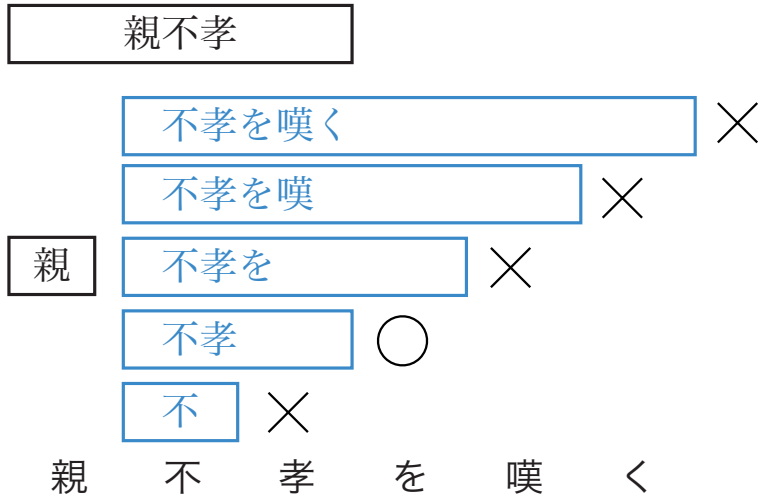 親不孝
不孝を嘆く
不孝を嘆
親 不孝を
不孝
不
親 不 孝 を 嘆 く